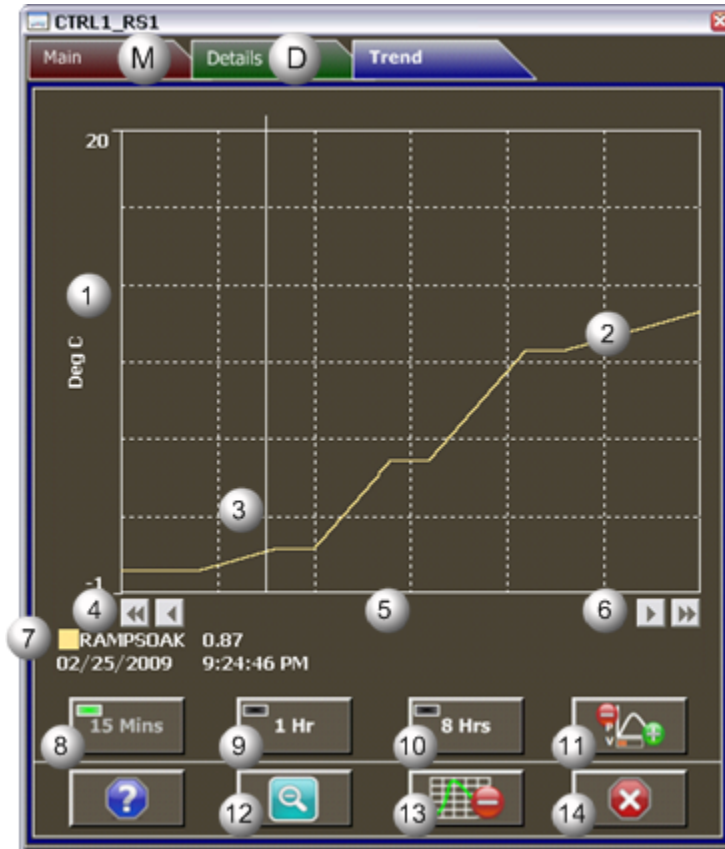 CTRL1_RS1
Main M Details D Trend
20
1
Deg C
2
3
-1
4 5 6
7 RAMPSOAK 0.87
02/25/2009 9:24:46 PM
15 Mins 1 Hr 8 Hrs P V
8 9 10 11
?
12 13 14